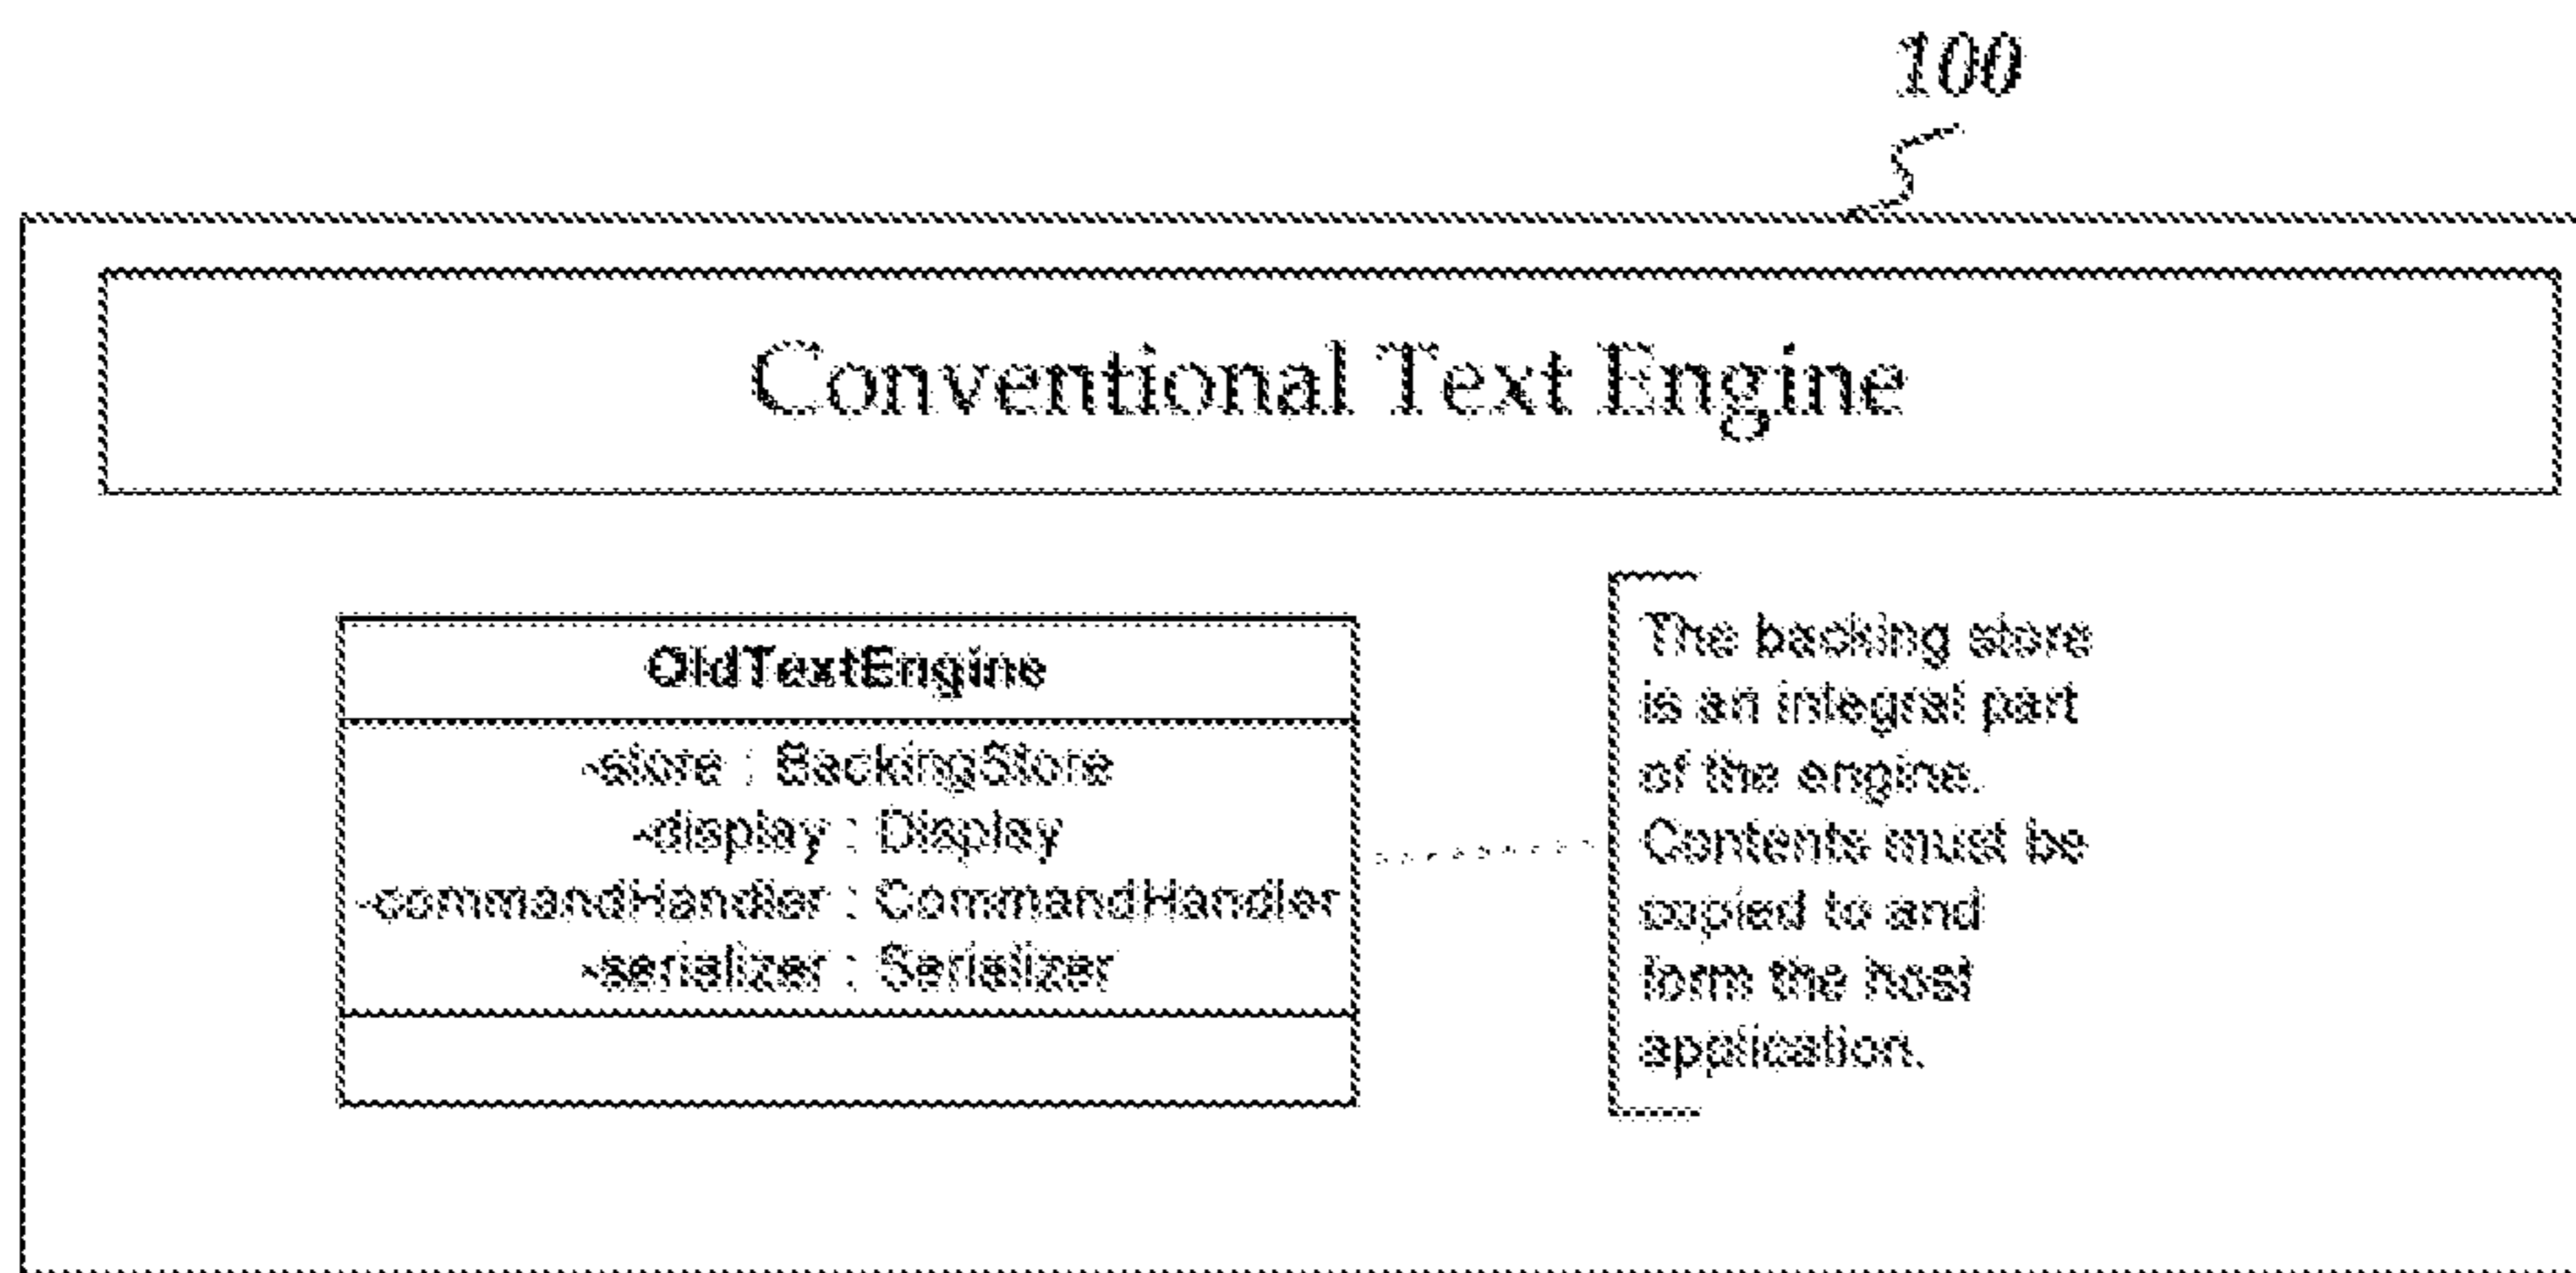 100
Conventional Text Engine
OldTextEngine
-store : BackingStore
-display : Display
-commandHandler : CommandHandler
-serializer : Serializer
The backing store
is an integral part
of the engine.
Contents must be
copied to and
form the host
application.